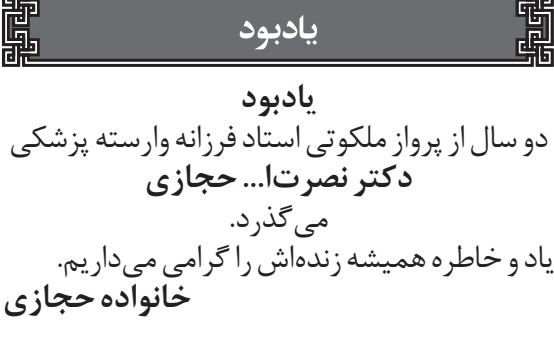 یادبود
یادبود
دو سال از پرواز ملکوتی استاد فرزانه وارسته پزشکی
دکتر نصرت‌ا... حجازی
می‌گذرد.
یاد و خاطره همیشه زنده‌اش را گرامی می‌داریم.
خانواده حجازی